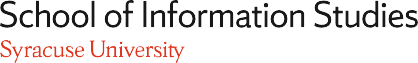 School of Information Studies
Syracuse University